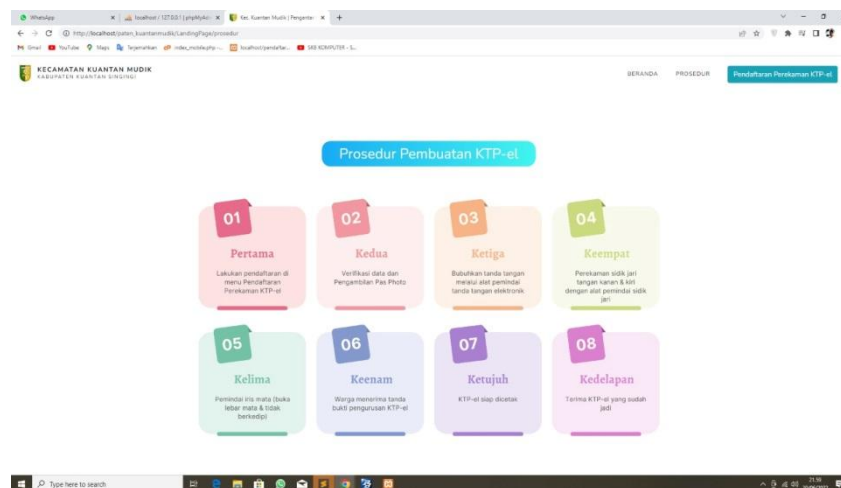 WhatsApp
localhost / 127.0.0.1 | phpMyAd
Kec. Kuantan Mudik | Pengantar
http://localhost/paten_kuantanmudik/LandingPage/prosedur
Gmail
YouTube
Maps
Terjemahkan
index_mobile.php
localhost/pendaftar...
KECAMATAN KUANTAN MUDIK
KABUPATEN KUANTAN SINGINGI
BERANDA
PROSEDUR
Pendaftaran Perekaman KTP-el
Prosedur Pembuatan KTP-el
01
Pertama
Lakukan pendaftaran di
menu Pendaftaran
Perekaman KTP-el
02
Kedua
Verifikasi data dan
Pengambilan Pas Photo
03
Ketiga
Bubuhkan tanda tangan
melalui alat pemindai
tanda tangan elektronik
04
Keempat
Perekaman sidik jari
tangan kanan & kiri
dengan alat pemindai sidik
jari
05
Kelima
Pemindai iris mata (buka
lebar mata & tidak
berkedip)
06
Keenam
Warga menerima tanda
bukti pengurusan KTP-el
07
Ketujuh
KTP-el siap dicetak
08
Kedelapan
Terima KTP-el yang sudah
jadi
Type here to search
21.59